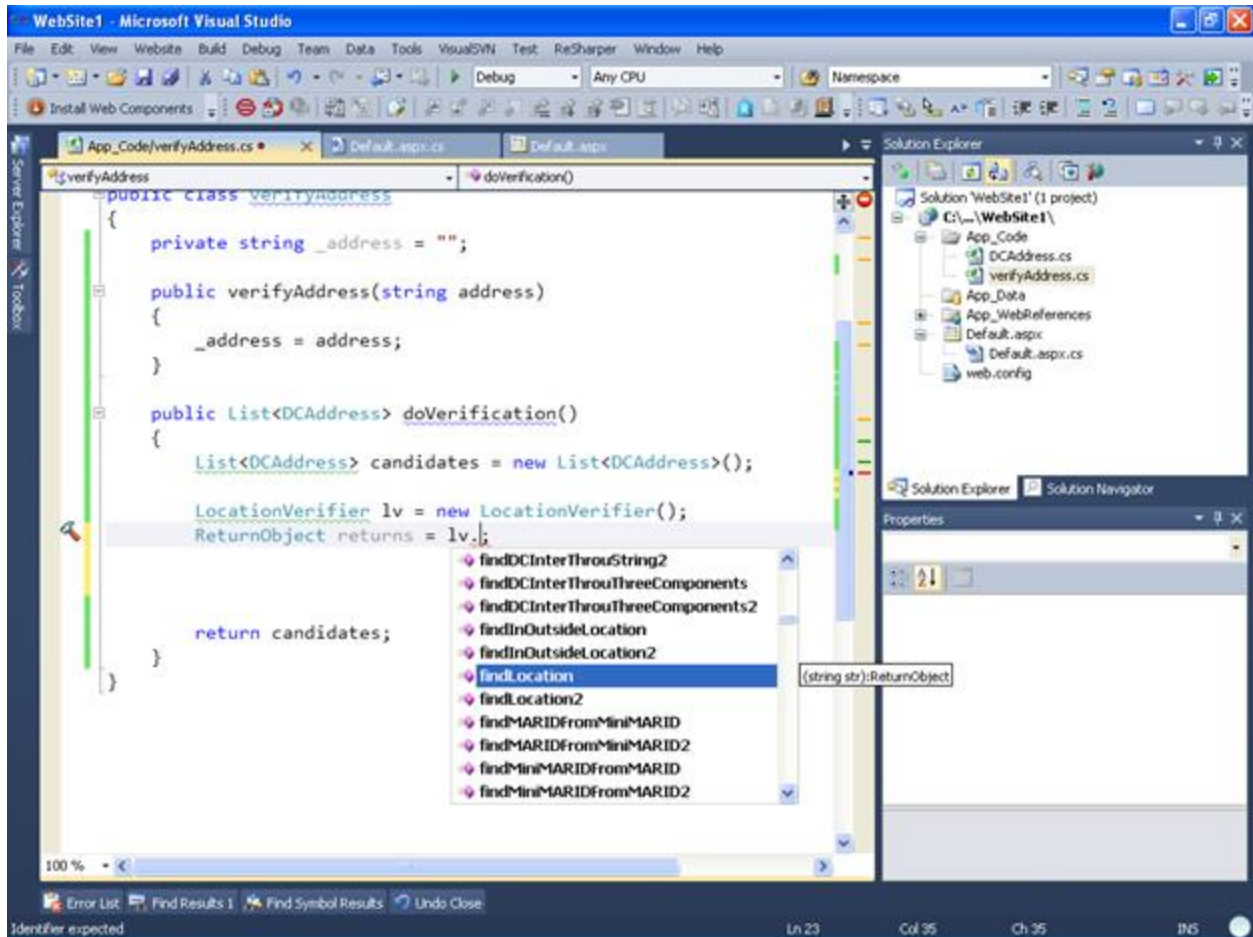 WebSite1 - Microsoft Visual Studio
File Edit View Website Build Debug Team Data Tools VisualSVN Test ReSharper Window Help
Debug Any CPU Namespace
Install Web Components
App_Code/verifyAddress.cs Default.aspx.cs Default.aspx
verifyAddress doVerification()
Server Explorer
Toolbox
public class verifyAddress
{
private string _address = "";
public verifyAddress(string address)
{
_address = address;
}
public List<DCAddress> doVerification()
{
List<DCAddress> candidates = new List<DCAddress>();
LocationVerifier lv = new LocationVerifier();
ReturnObject returns = lv.;
findDCInterThrouString2
findDCInterThrouThreeComponents
findDCInterThrouThreeComponents2
findInOutsideLocation
findInOutsideLocation2
findLocation
(string str):ReturnObject
findLocation2
findMARIDFromMiniMARID
findMARIDFromMiniMARID2
findMiniMARIDFromMARID
findMiniMARIDFromMARID2
return candidates;
}
}
100 %
Solution Explorer
Solution 'WebSite1' (1 project)
C:\...\WebSite1\
App_Code
DCAddress.cs
verifyAddress.cs
App_Data
App_WebReferences
Default.aspx
Default.aspx.cs
web.config
Solution Explorer Solution Navigator
Properties
Error List Find Results 1 Find Symbol Results Undo Close
Identifier expected Ln 23 Col 35 Ch 35 INS